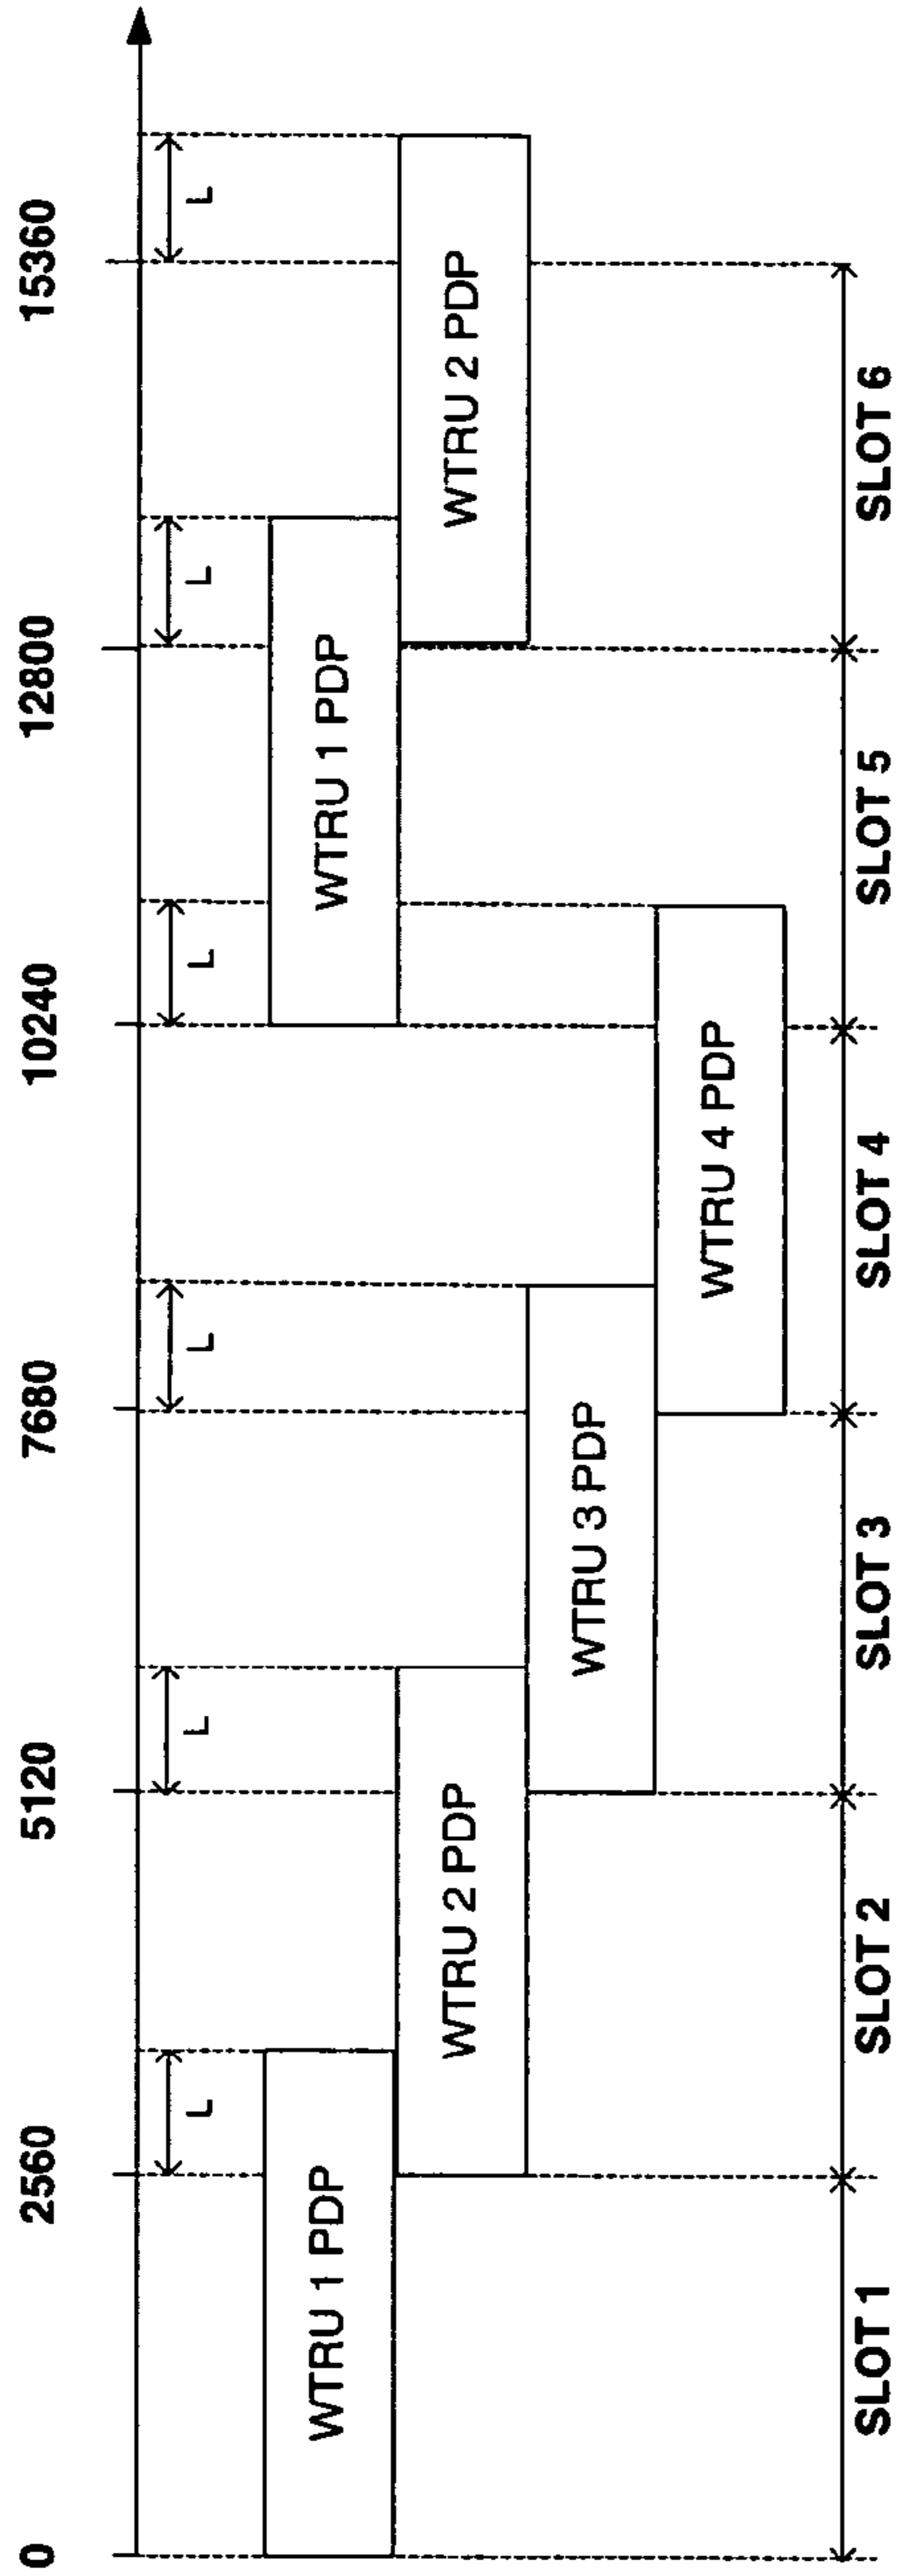 0 2560 5120 7680 10240 12800 15360
L L L L L L
WTRU 1 PDP WTRU 1 PDP
WTRU 2 PDP WTRU 2 PDP
WTRU 3 PDP
WTRU 4 PDP
SLOT 1 SLOT 2 SLOT 3 SLOT 4 SLOT 5 SLOT 6